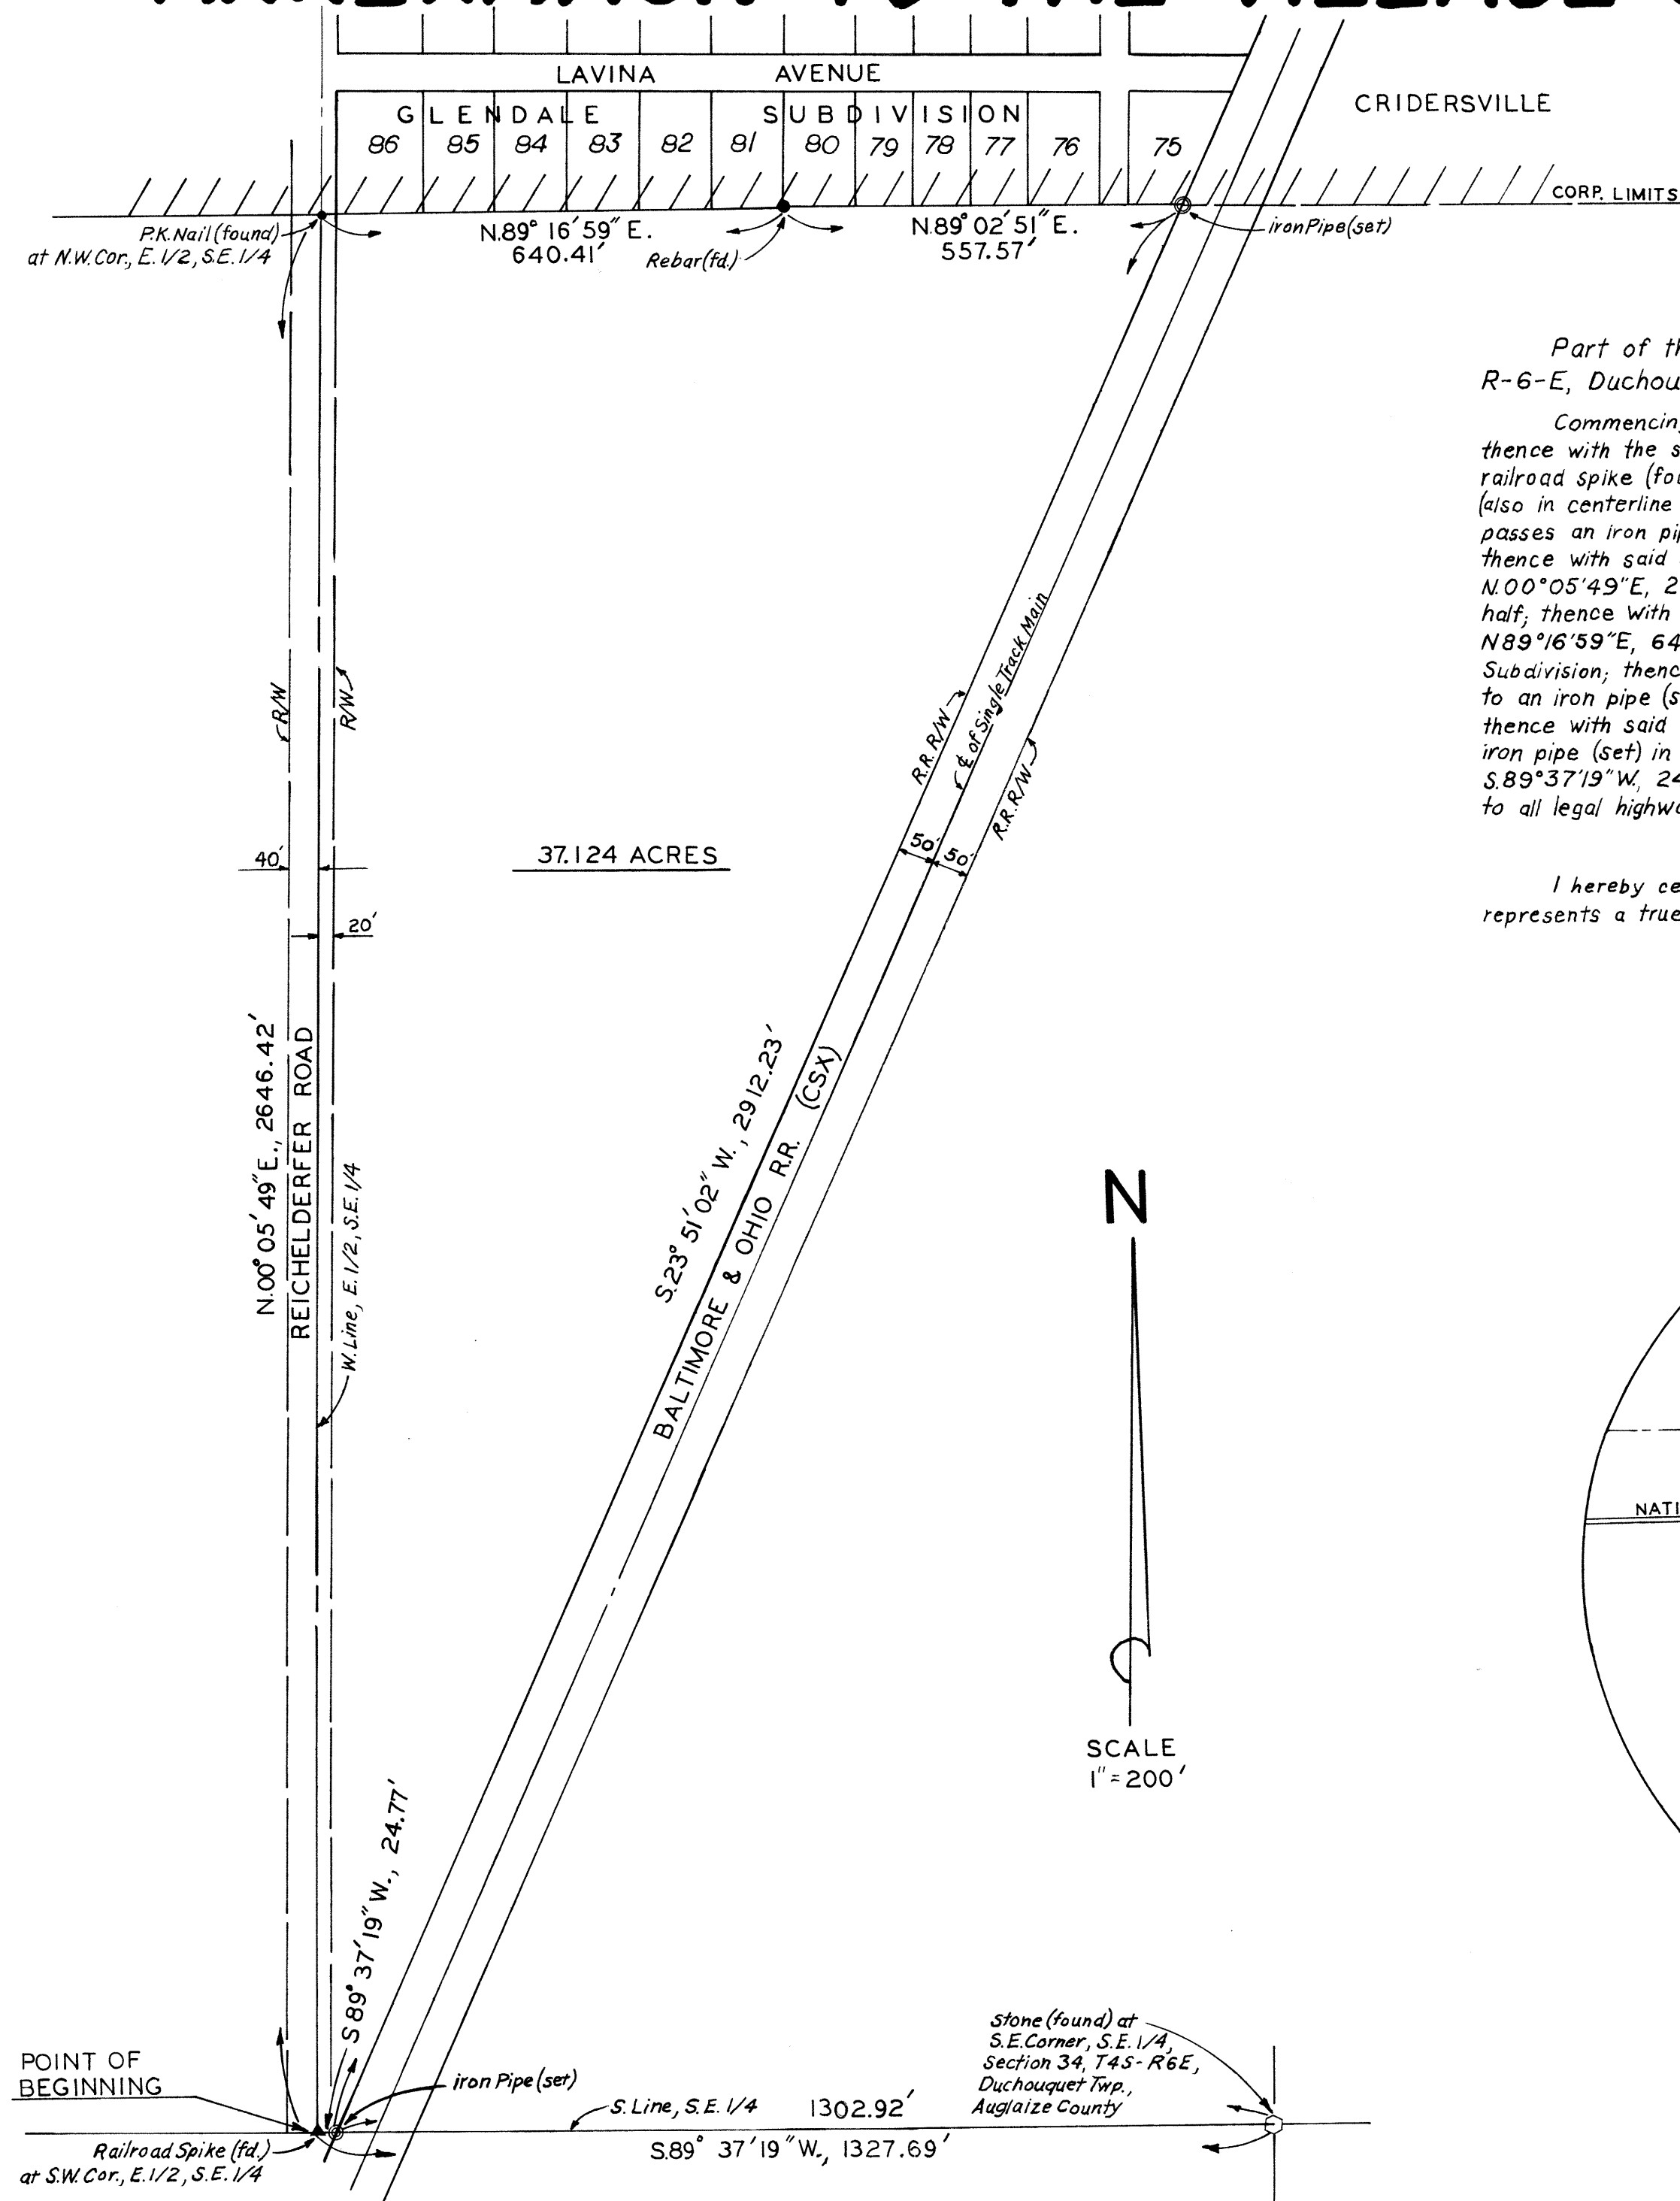 ANNEXATION TO THE VILLAGE
LAVINA AVENUE
GLENDALE SUBDIVISION
86 85 84 83 82 81 80 79 78 77 76 75
CRIDERSVILLE
CORP. LIMITS
P.K. Nail (found)
at N.W. Cor., E. 1/2, S.E. 1/4
N.89° 16' 59" E.
640.41'
Rebar (fd.)
N.89° 02' 51" E.
557.57'
iron Pipe (set)
Part of
R-6-E,
thence with the
railroad spike
(also in centerline
passes an iron
thence with said
N.00°05'49"E, 2
half; thence with
N89°16'59"E, 64
Subdivision;
to an iron pipe
thence with said
iron pipe (set) in
S.89°37'19"W., 24
to all legal
I hereby
represents a true
R/W
R/W
R.R. R/W
℄ of Single Track Main
R.R. R/W
50' 50'
40'
20'
37.124 ACRES
N.00° 05' 49" E., 2646.42'
REICHELDERFER ROAD
W. Line, E. 1/2, S.E. 1/4
S.23° 51' 02" W., 2912.23'
BALTIMORE & OHIO R.R. (CSX)
N
SCALE
1" = 200'
S 89° 37' 19" W., 24.77'
POINT OF
BEGINNING
iron Pipe (set)
Railroad Spike (fd.)
at S.W. Cor., E. 1/2, S.E. 1/4
S. Line, S.E. 1/4 1302.92'
S.89° 37' 19" W., 1327.69'
Stone (found) at
S.E. Corner, S.E. 1/4,
Section 34, T4S-R6E,
Duchouquet Twp.,
Auglaize County
NATI